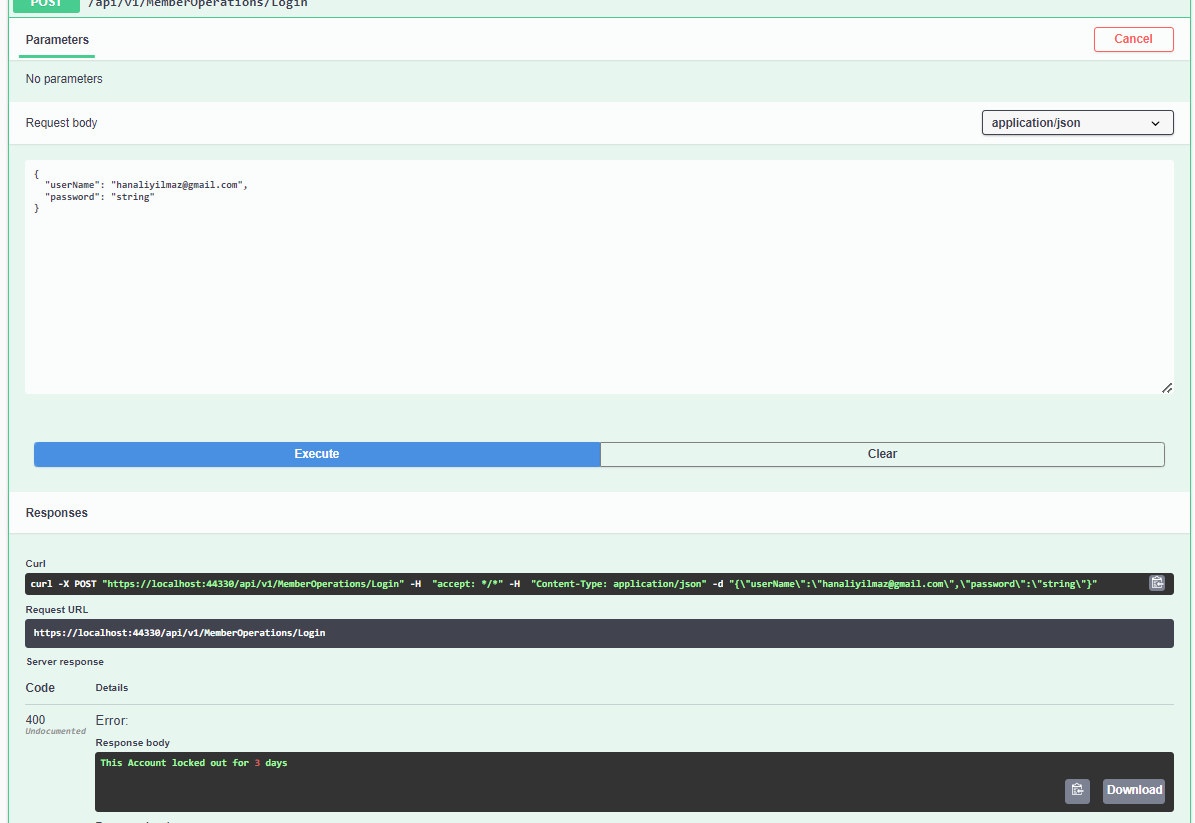 POST /api/v1/MemberOperations/Login
Parameters
Cancel
No parameters
Request body
application/json
{
"userName": "hanaliyilmaz@gmail.com",
"password": "string"
}
Execute
Clear
Responses
Curl
curl -X POST "https://localhost:44330/api/v1/MemberOperations/Login" -H  "accept: */*" -H  "Content-Type: application/json" -d "{\"userName\":\"hanaliyilmaz@gmail.com\",\"password\":\"string\"}"
Request URL
https://localhost:44330/api/v1/MemberOperations/Login
Server response
Code
Details
400
Undocumented
Error:
Response body
This Account locked out for 3 days
Download